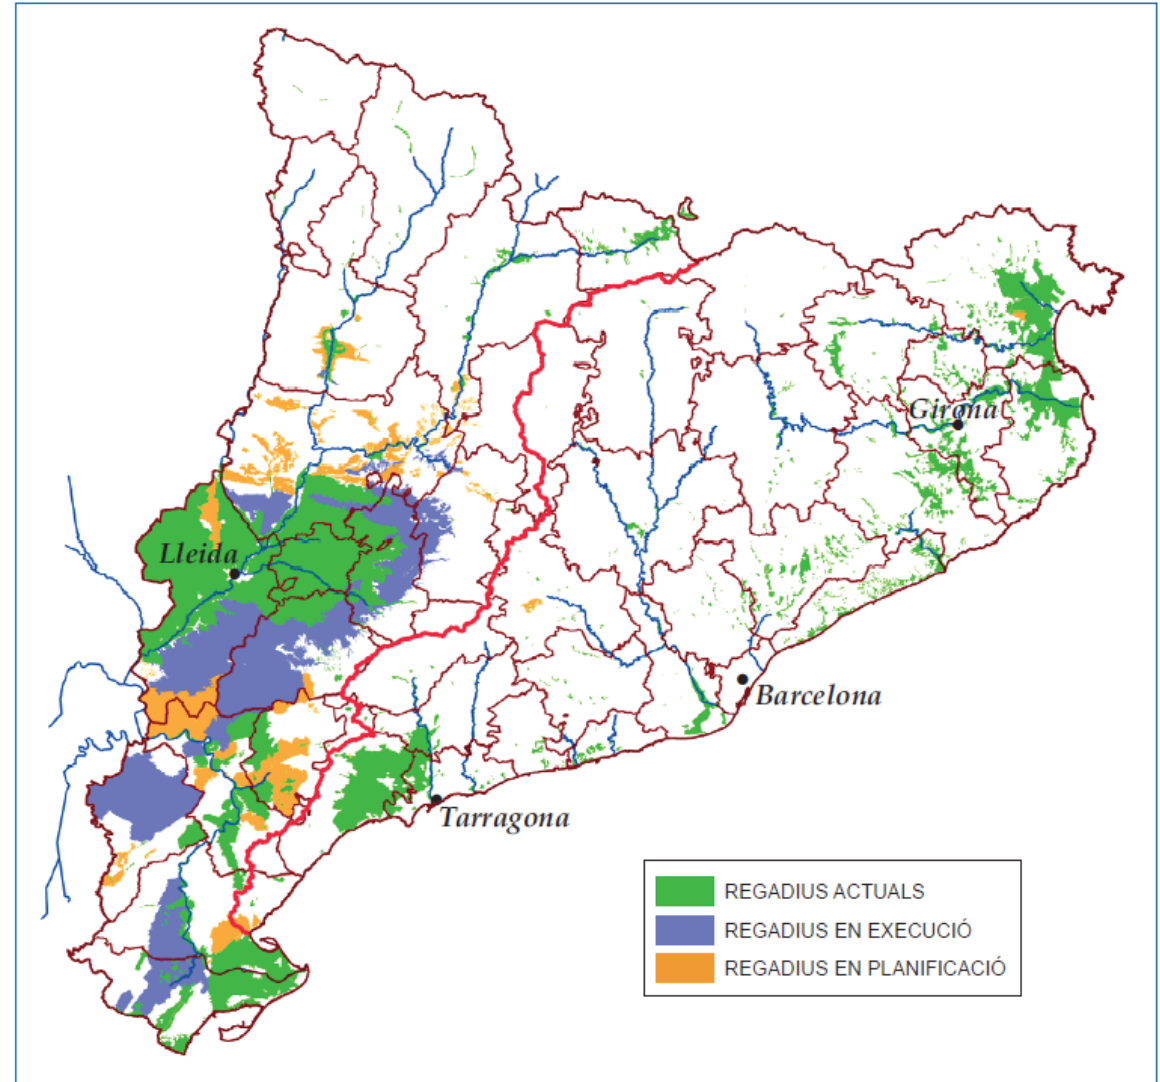 Girona
Lleida
Barcelona
Tarragona
REGADIUS ACTUALS
REGADIUS EN EXECUCIÓ
REGADIUS EN PLANIFICACIÓ